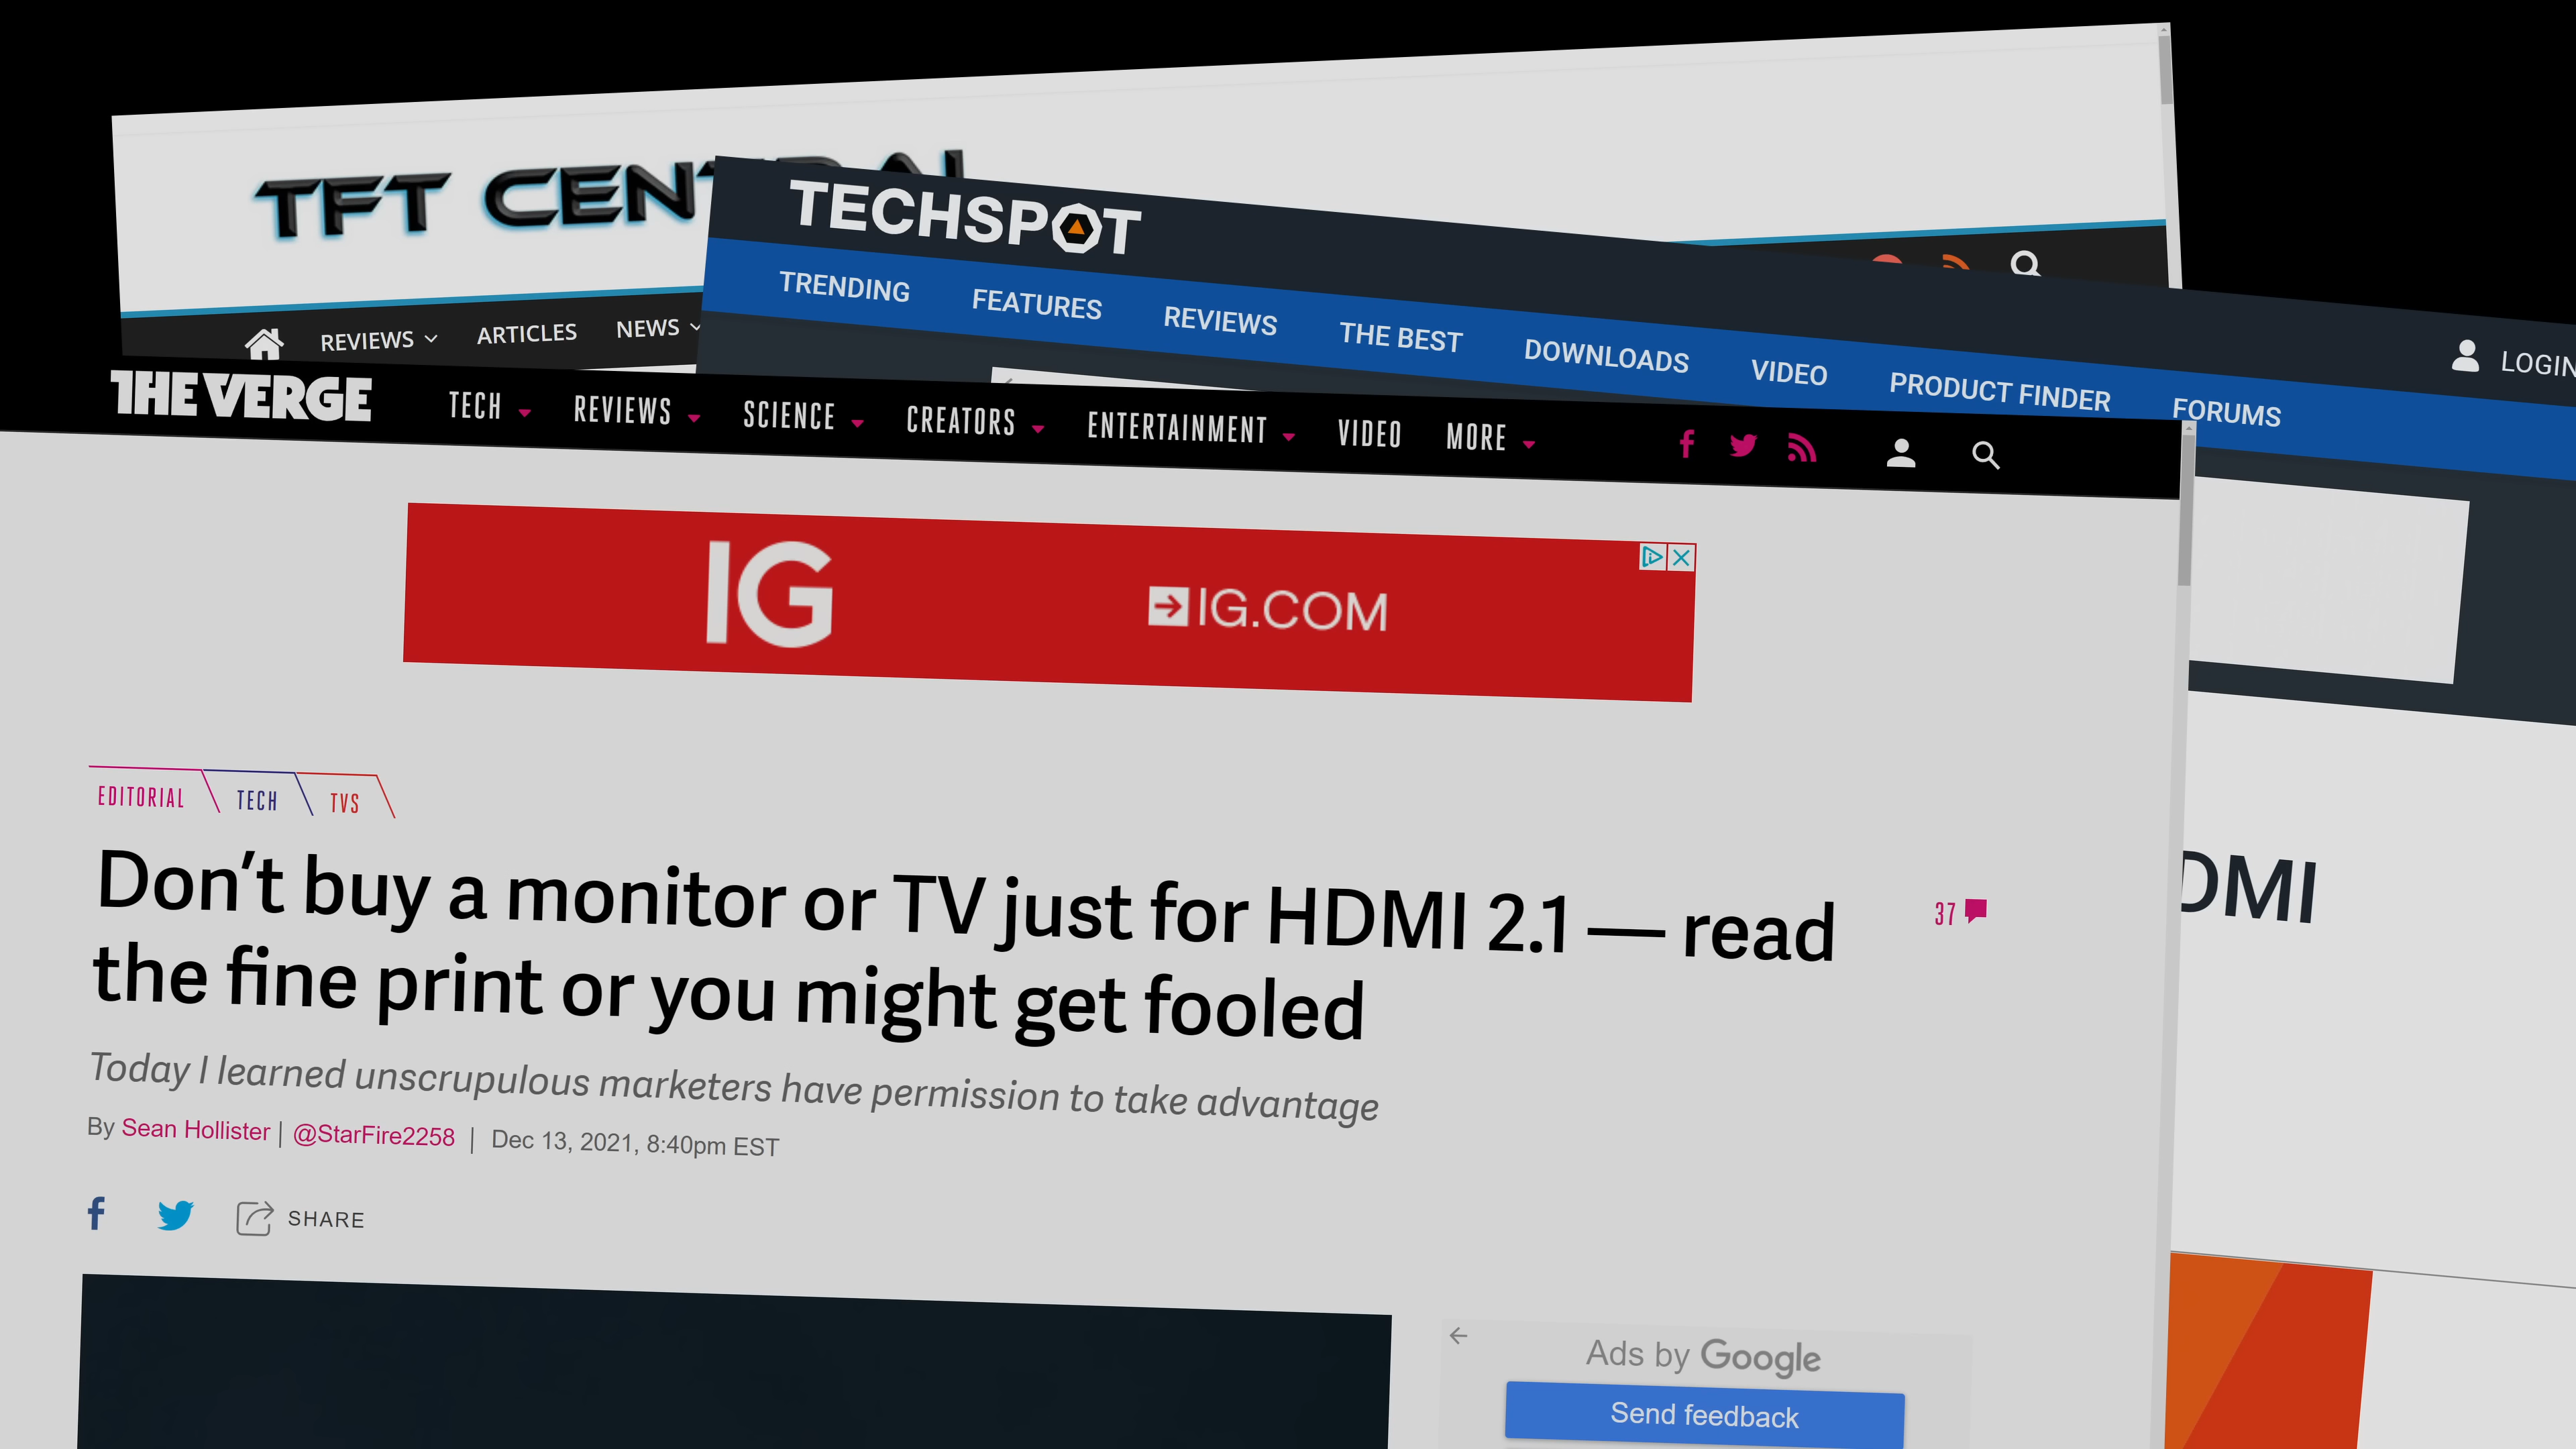 TFT CENTRAL
REVIEWS
ARTICLES
NEWS
TECHSPOT
LOGIN
TRENDING
FEATURES
REVIEWS
THE BEST
DOWNLOADS
VIDEO
PRODUCT FINDER
FORUMS
THE VERGE
TECH
REVIEWS
SCIENCE
CREATORS
ENTERTAINMENT
VIDEO
MORE
IG
IG.COM
EDITORIAL
TECH
TVS
Don't buy a monitor or TV just for HDMI 2.1 — read
the fine print or you might get fooled
37
DMI
Today I learned unscrupulous marketers have permission to take advantage
By Sean Hollister | @StarFire2258 | Dec 13, 2021, 8:40pm EST
SHARE
Ads by Google
Send feedback